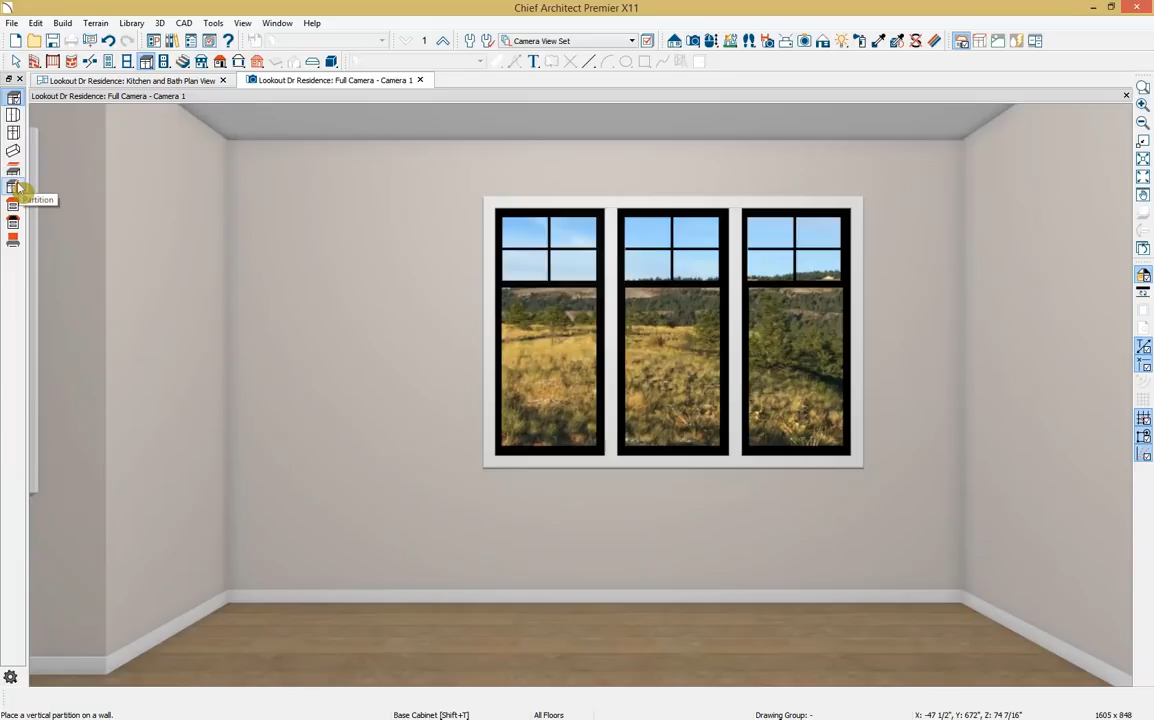 Chief Architect Premier X11
File Edit Build Terrain Library 3D CAD Tools View Window Help
1 Camera View Set
Lookout Dr Residence: Kitchen and Bath Plan View Lookout Dr Residence: Full Camera - Camera 1
Lookout Dr Residence: Full Camera - Camera 1
Partition
Place a vertical partition on a wall. Base Cabinet [Shift+T] All Floors Drawing Group: - X: -47 1/2", Y: 672", Z: 74 7/16" 1605 x 848